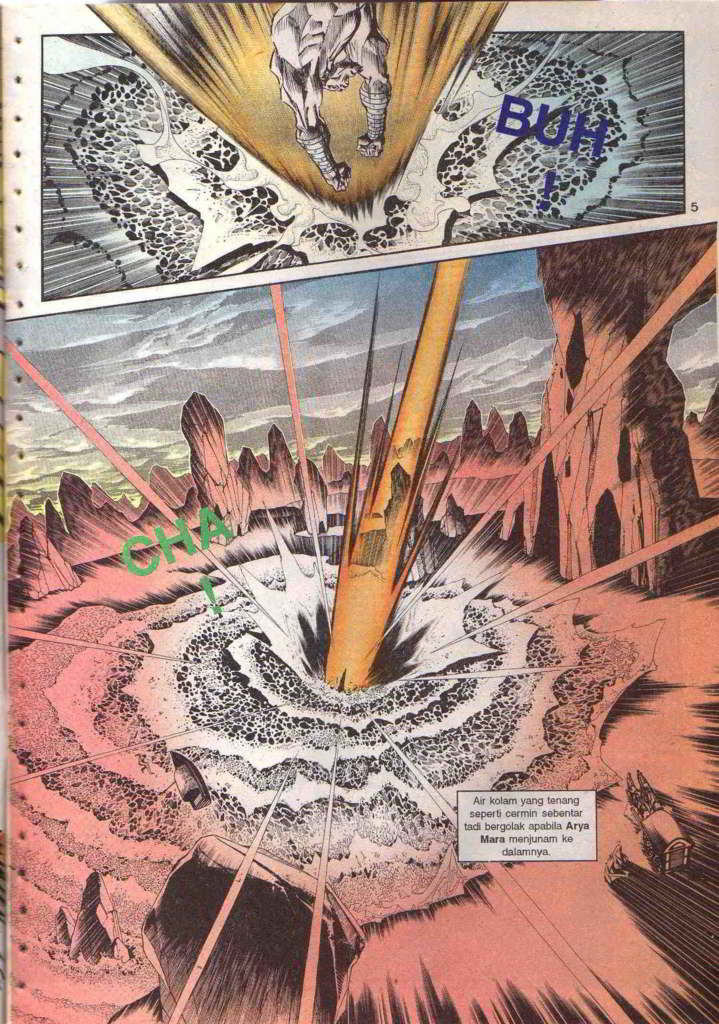 BUH
!
5
CHA
!
Air kolam yang tenang
seperti cermin sebentar
tadi bergolak apabila Arya
Mara menjunam ke
dalamnya.